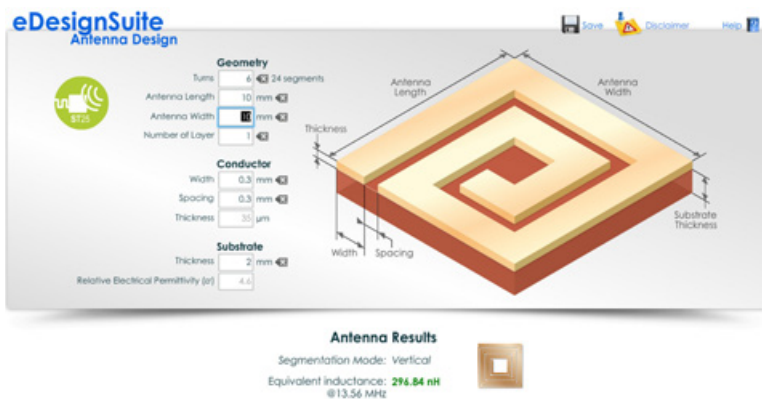 eDesignSuite
Antenna Design
Save
Disclaimer
Help
ST25
Geometry
Turns 6 24 segments
Antenna Length 10 mm
Antenna Width 10 mm
Number of Layer 1
Conductor
Width 0.3 mm
Spacing 0.3 mm
Thickness 35 μm
Substrate
Thickness 2 mm
Relative Electrical Permittivity (σ) 4.6
Antenna
Length
Antenna
Width
Thickness
Width
Spacing
Substrate
Thickness
Antenna Results
Segmentation Mode: Vertical
Equivalent inductance: 296.84 nH
@13.56 MHz